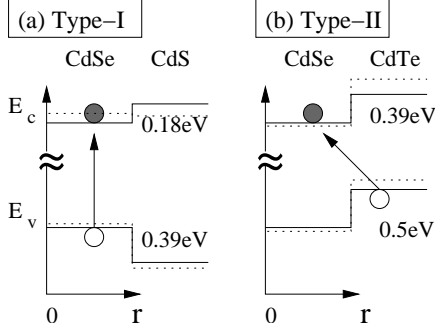 (a) Type–I
(b) Type–II
CdSe CdS
CdSe CdTe
E c
0.18eV
0.39eV
E v
0.39eV
0.5eV
0 r
0 r